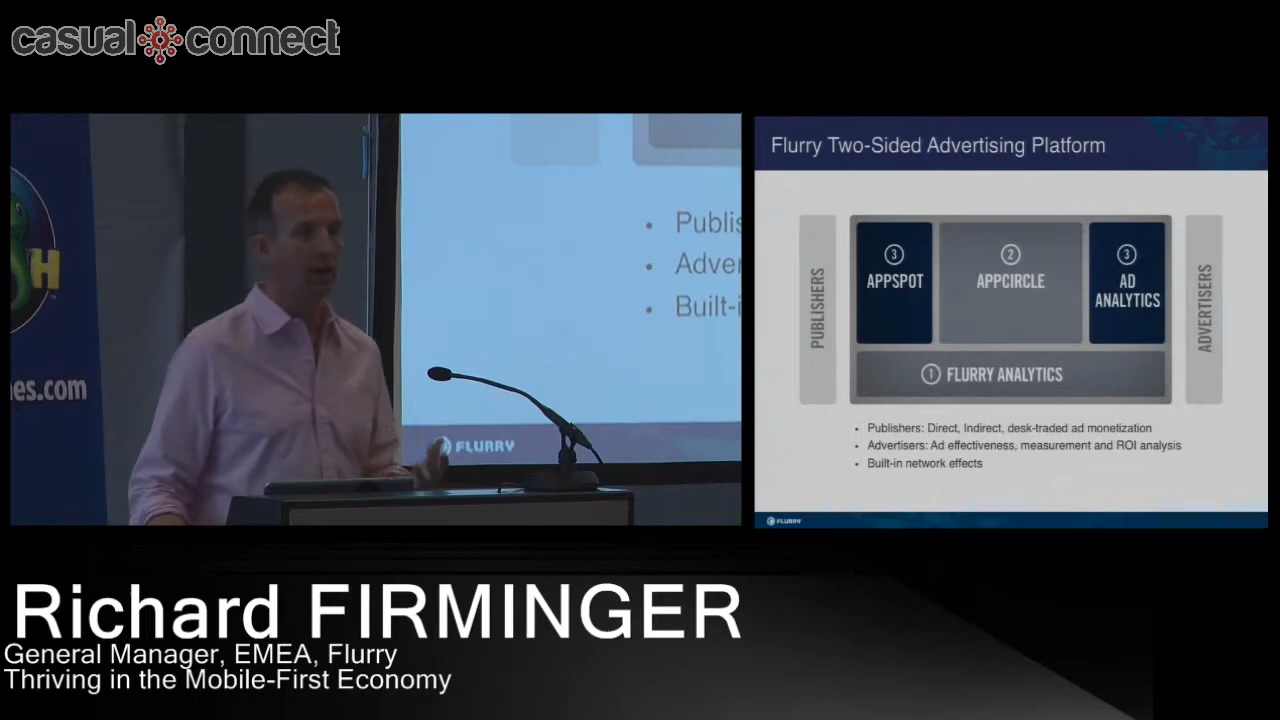 casual connect
H
nes.com
Publis
Adver
Built-i
FLURRY
Flurry Two-Sided Advertising Platform
PUBLISHERS
3
APPSPOT
2
APPCIRCLE
3
AD
ANALYTICS
ADVERTISERS
1 FLURRY ANALYTICS
• Publishers: Direct, Indirect, desk-traded ad monetization
• Advertisers: Ad effectiveness, measurement and ROI analysis
• Built-in network effects
FLURRY
Richard FIRMINGER
General Manager, EMEA, Flurry
Thriving in the Mobile-First Economy